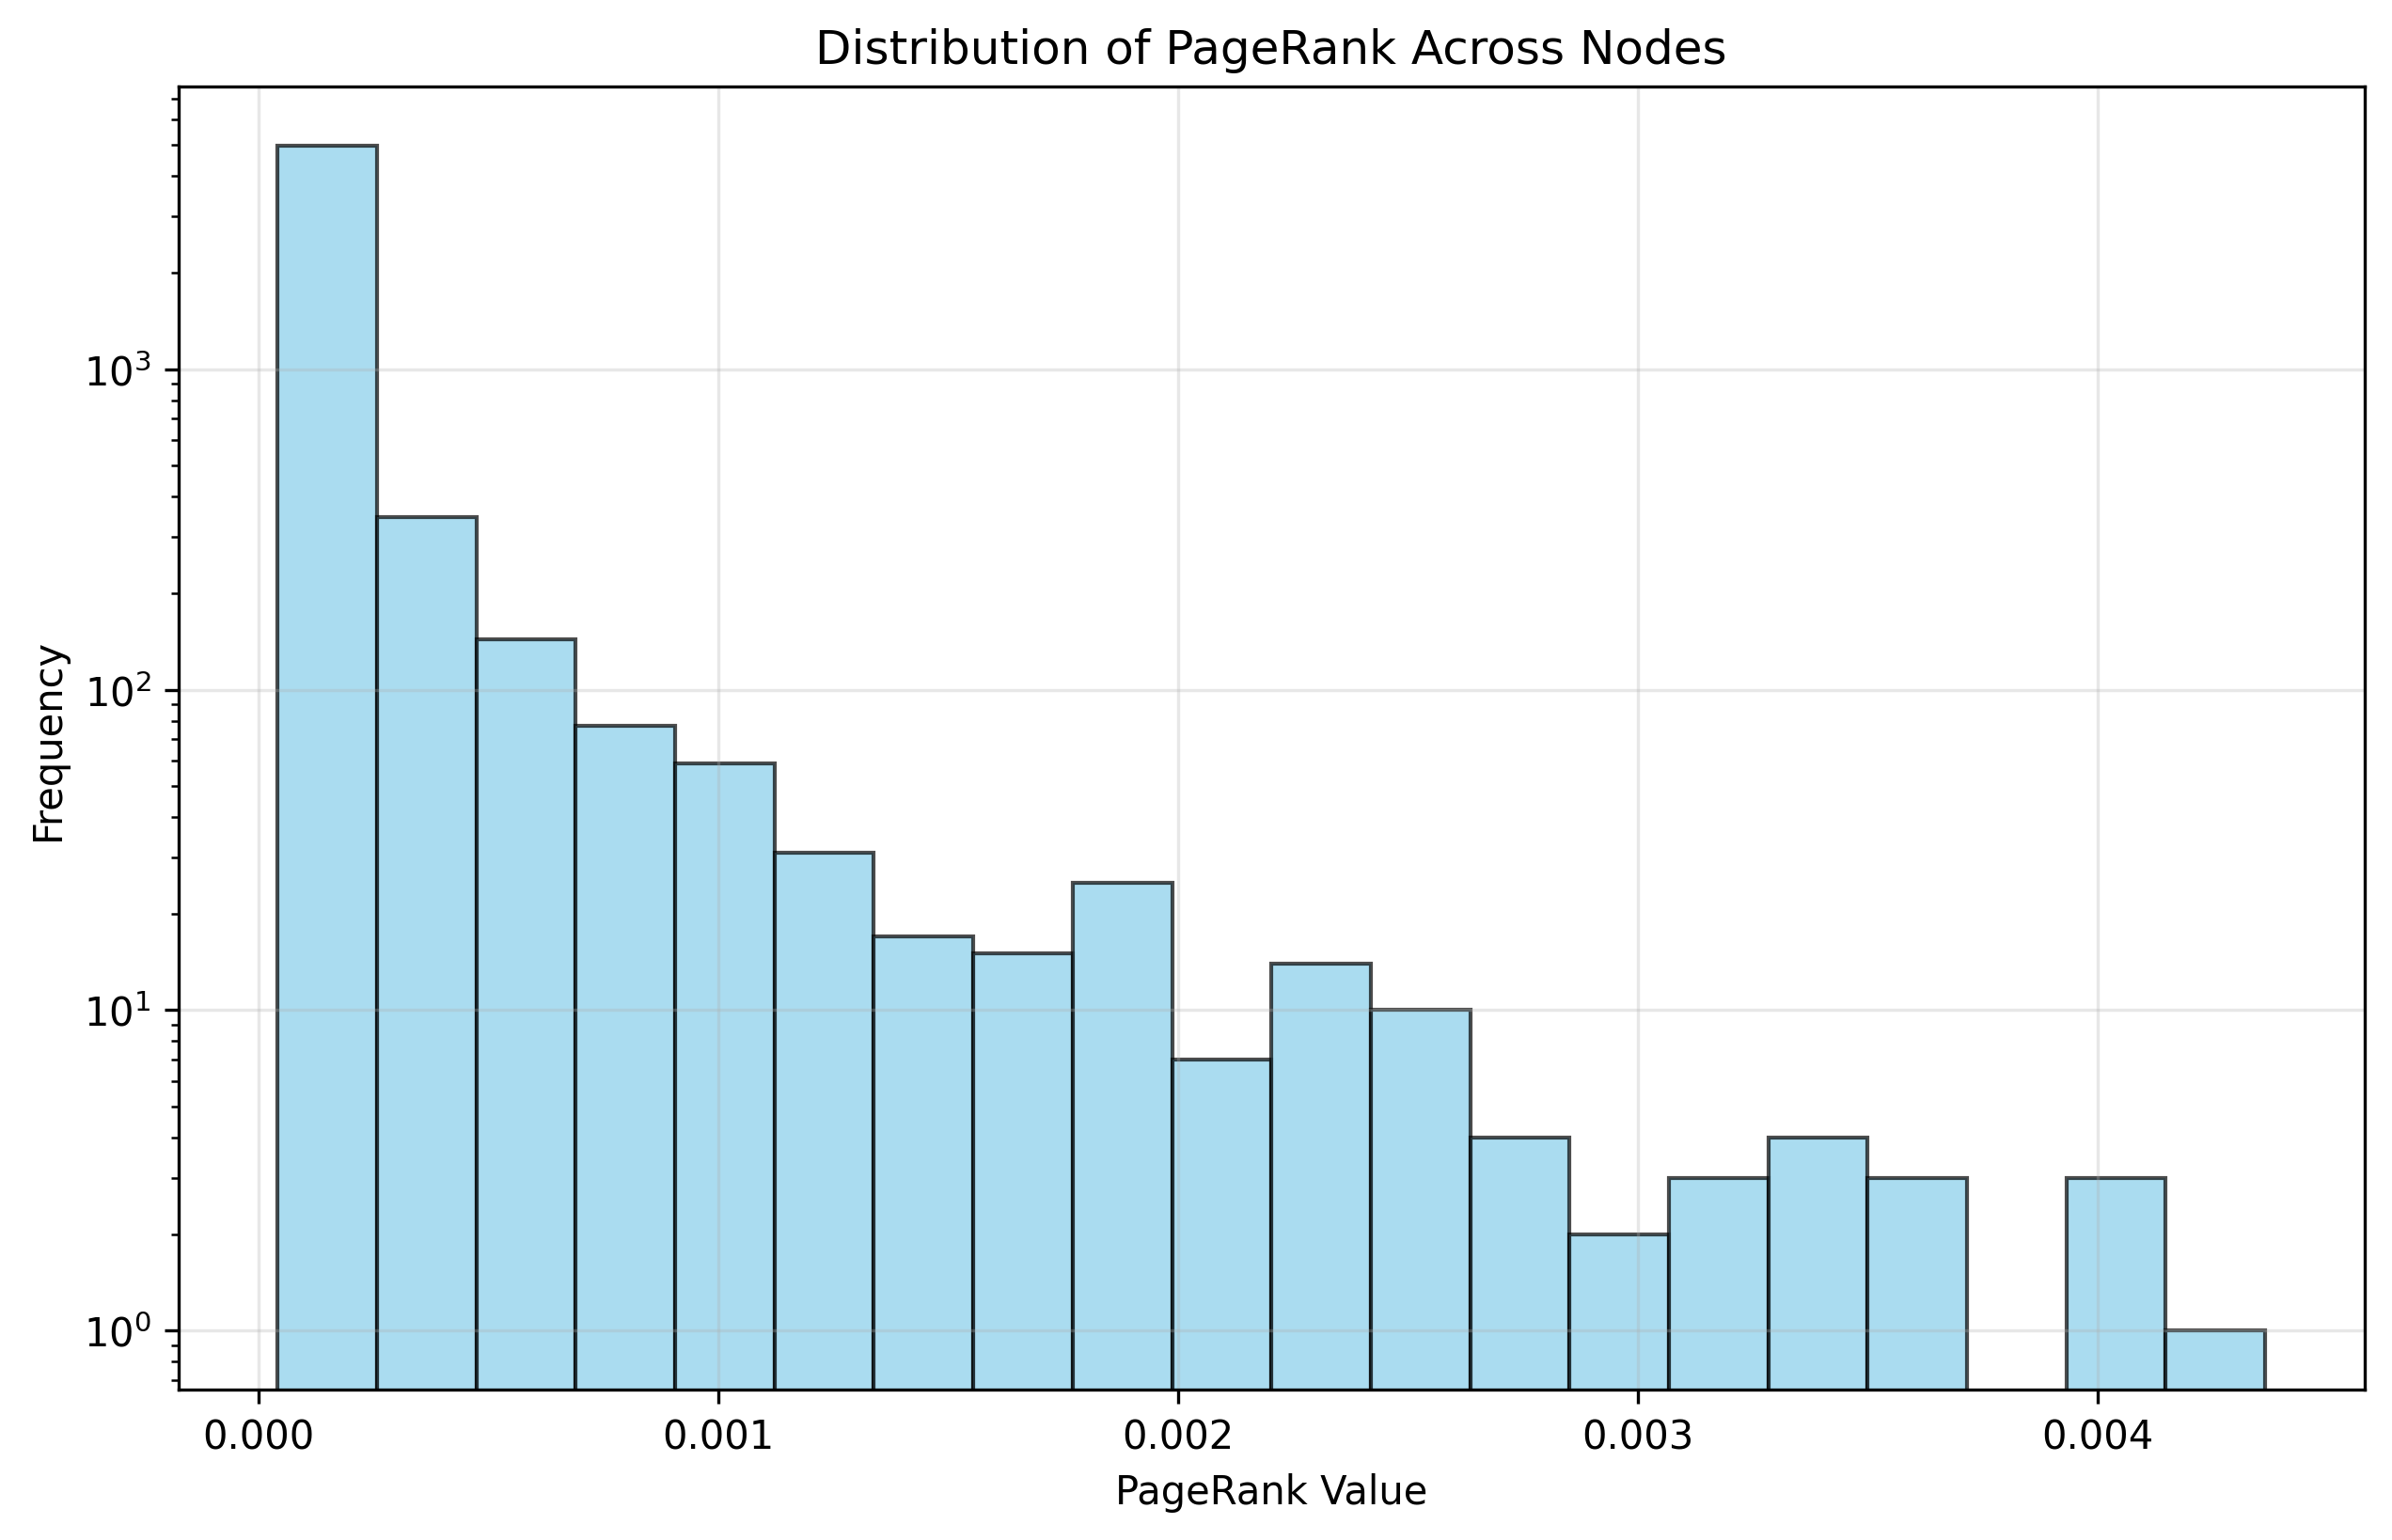 Distribution of PageRank Across Nodes
Frequency
10³
10²
10¹
10⁰
0.000 0.001 0.002 0.003 0.004
PageRank Value